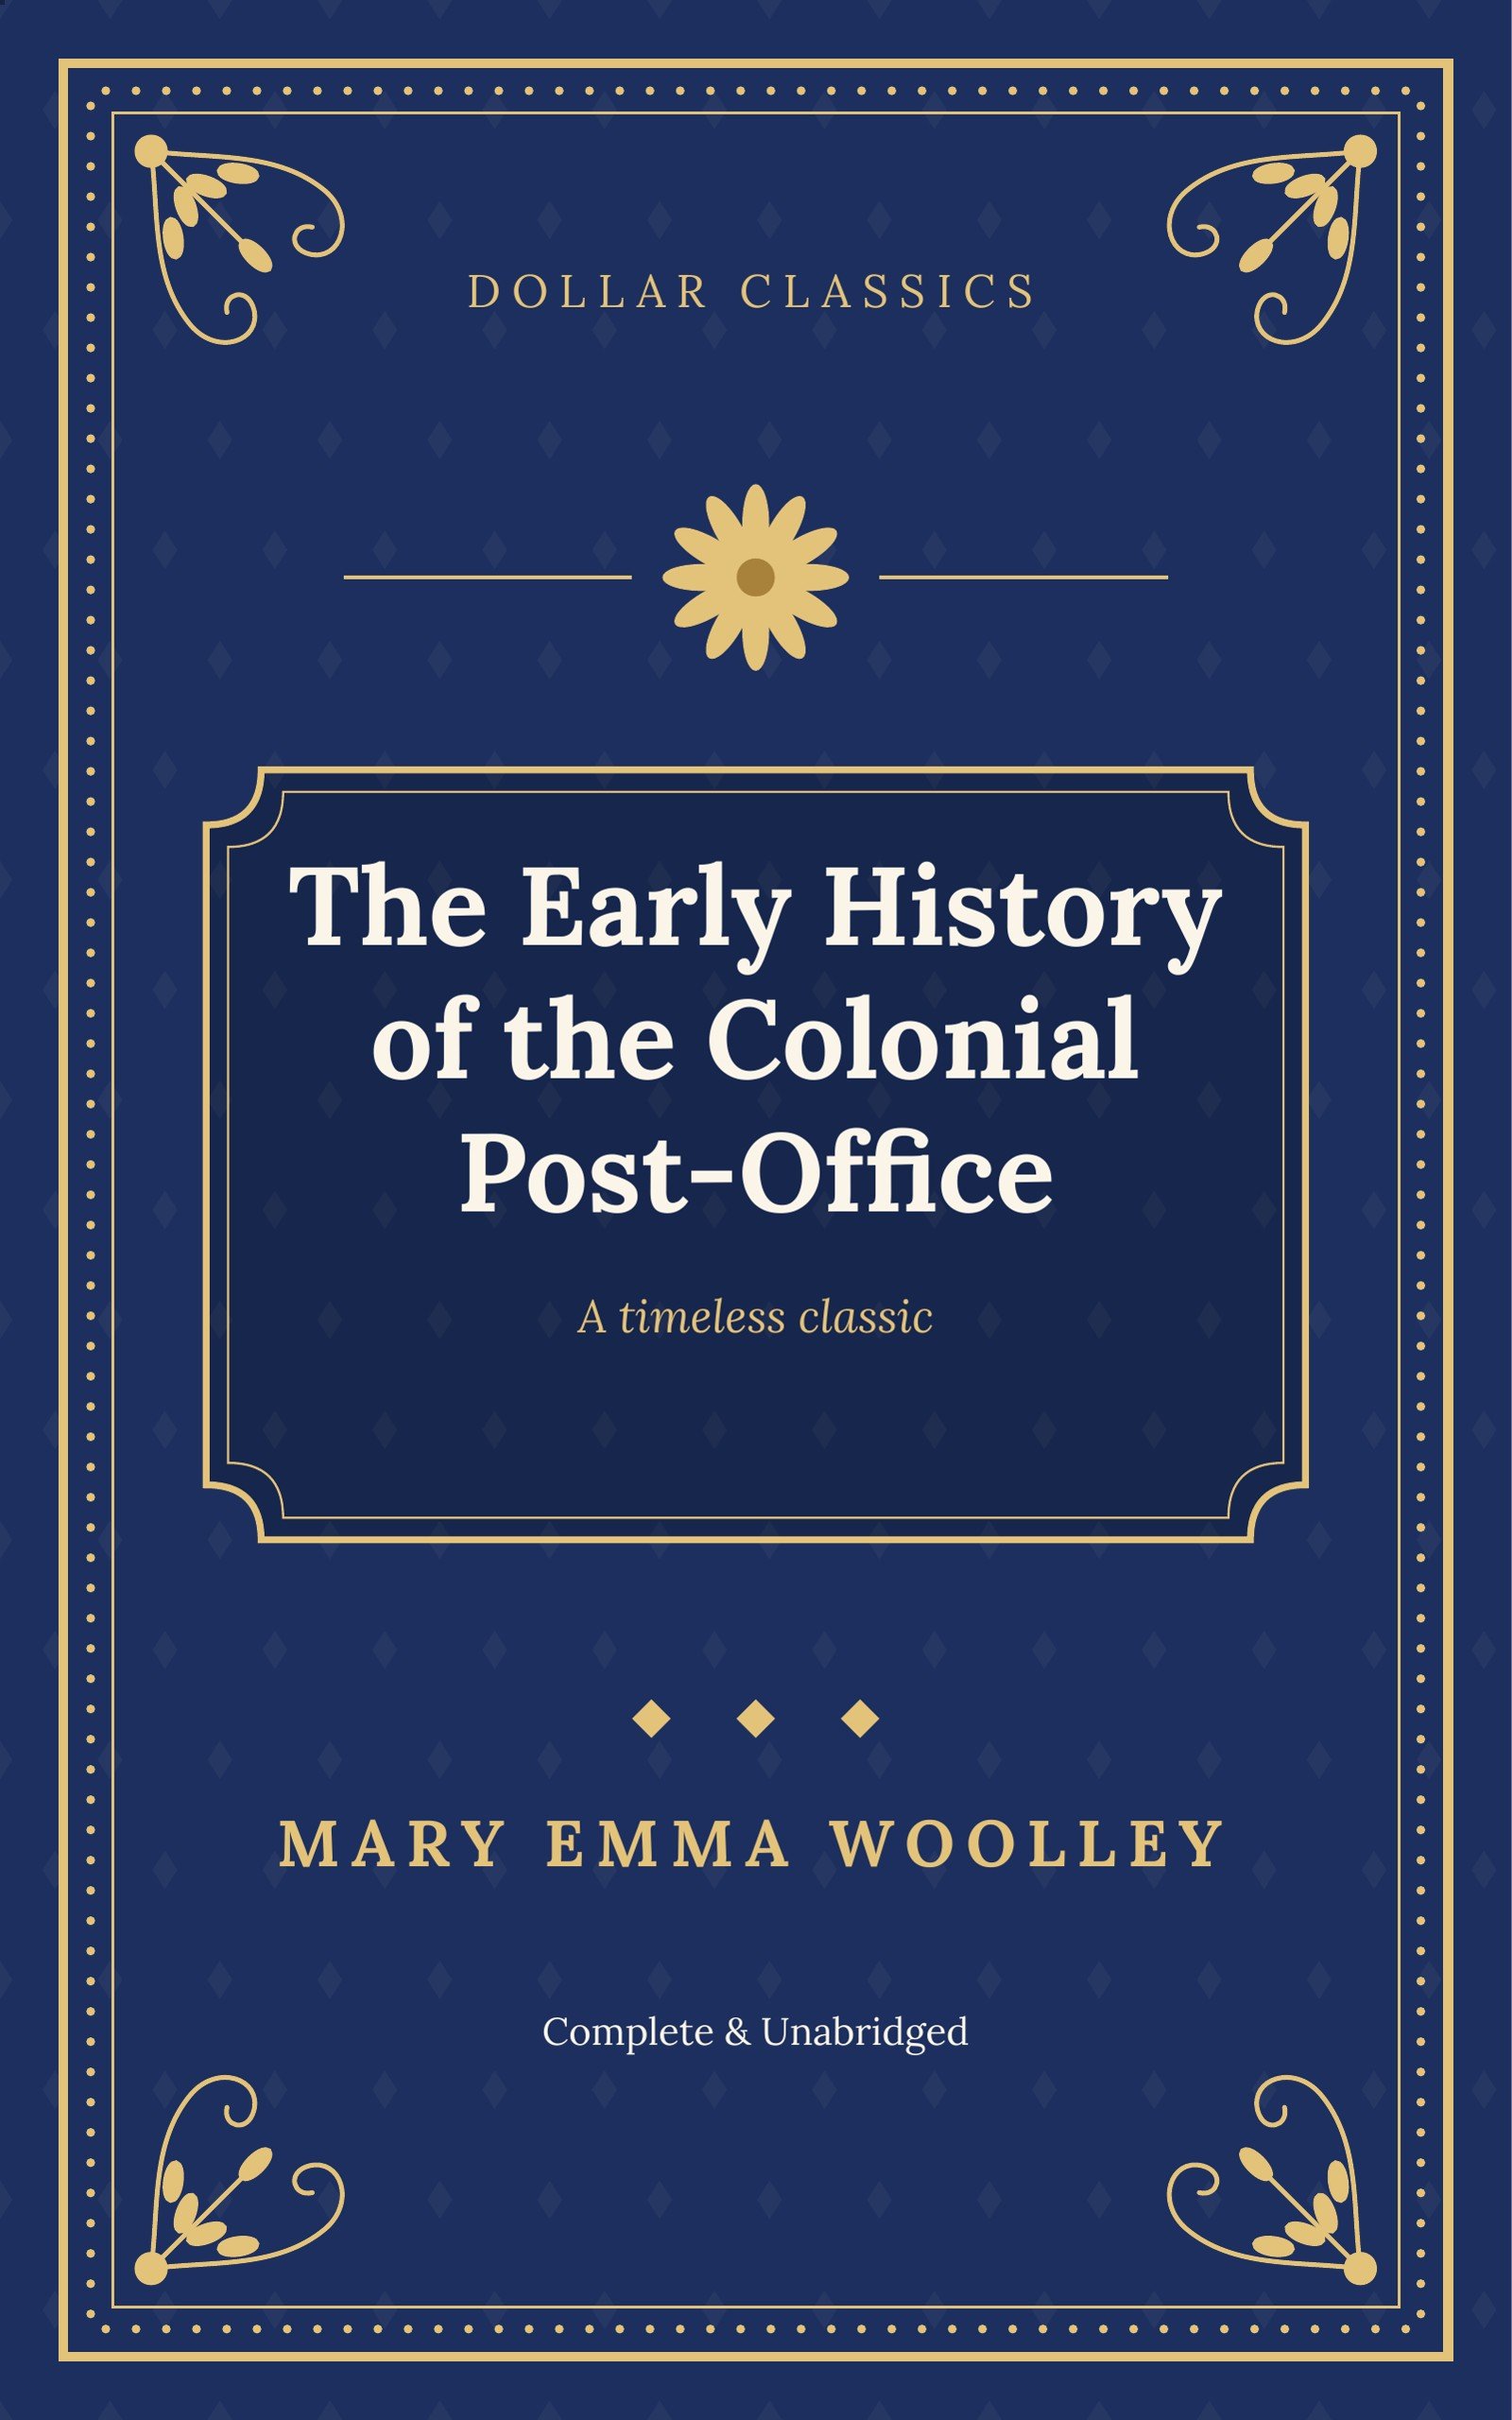 DOLLAR CLASSICS
The Early History
of the Colonial
Post-Office
A timeless classic
MARY EMMA WOOLLEY
Complete & Unabridged